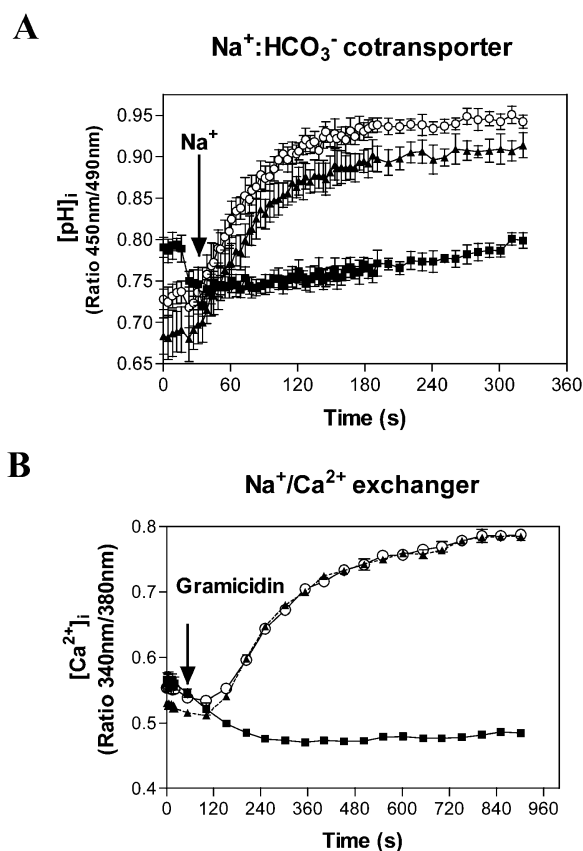 A
Na⁺:HCO₃⁻ cotransporter
[pH]ᵢ
(Ratio 450nm/490nm)
0.95
0.90
0.85
0.80
0.75
0.70
0.65
Na⁺
0 60 120 180 240 300 360
Time (s)
B
Na⁺/Ca²⁺ exchanger
[Ca²⁺]ᵢ
(Ratio 340nm/380nm)
0.8
0.7
0.6
0.5
0.4
Gramicidin
0 120 240 360 480 600 720 840 960
Time (s)